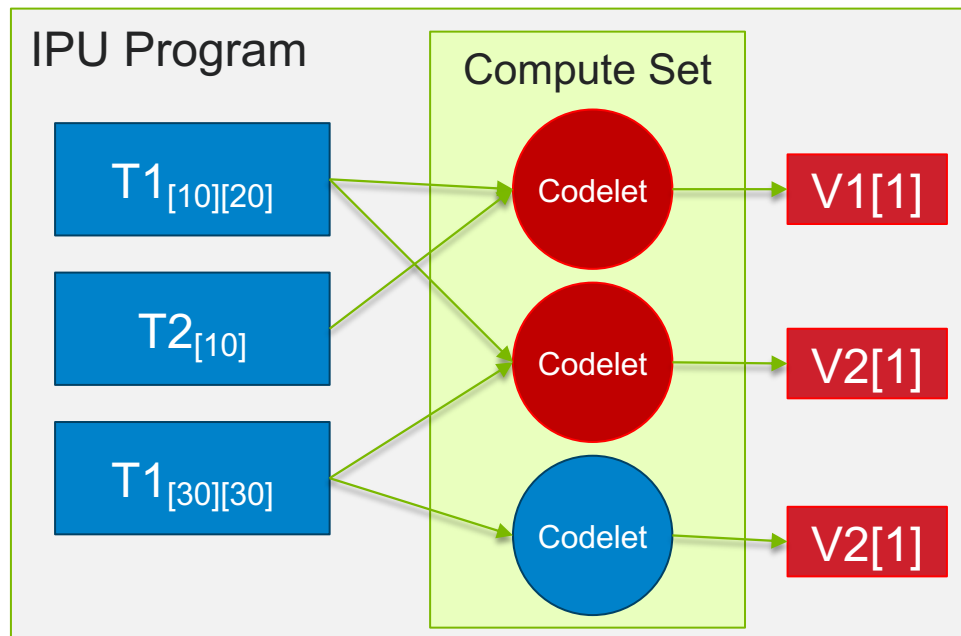 IPU Program
Compute Set
T1[10][20]
Codelet
V1[1]
T2[10]
Codelet
V2[1]
T1[30][30]
Codelet
V2[1]